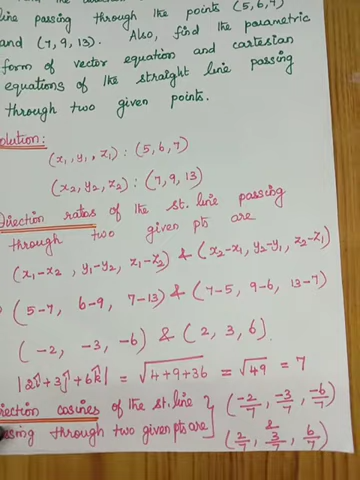 line passing through the points (5,6,7)
and (7, 9, 13). Also, find the parametric
form of vector equation and cartesian
equations of the straight line passing
through two given points.
olution:
(x₁, y₁, z₁) : (5, 6, 7)
(x₂, y₂, z₂) : (7, 9, 13)
Direction ratios of the st. line passing
through two given pts are
(x₁-x₂, y₁-y₂, z₁-z₂) & (x₂-x₁, y₂-y₁, z₂-z₁)
(5-7, 6-9, 7-13) & (7-5, 9-6, 13-7)
(-2, -3, -6) & (2, 3, 6)
|2î+3ĵ+6k̂| = √4+9+36 = √49 = 7
irection cosines of the st. line } (-2/7, -3/7, -6/7)
assing through two given pts are } (2/7, 3/7, 6/7)